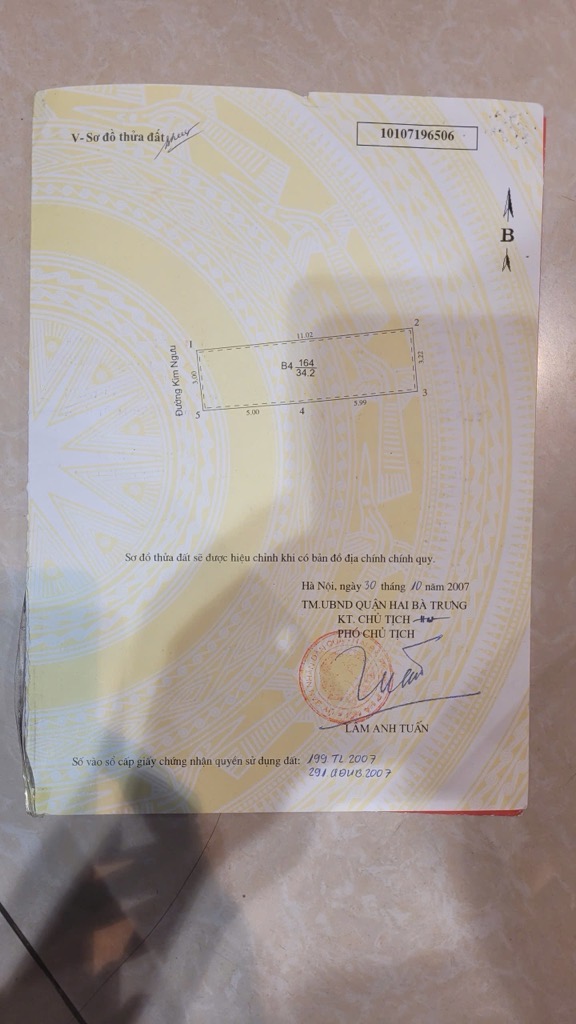 V- Sơ đồ thửa đất
10107196506
B
1
2
11.02
Đường Kim Ngưu
3.00
B4 164
34.2
3.22
5
5.00
4
5.99
3
Sơ đồ thửa đất sẽ được hiệu chỉnh khi có bản đồ địa chính chính quy.
Hà Nội, ngày 30 tháng 10 năm 2007
TM.UBND QUẬN HAI BÀ TRƯNG
KT. CHỦ TỊCH
PHÓ CHỦ TỊCH
LÂM ANH TUẤN
Số vào sổ cấp giấy chứng nhận quyền sử dụng đất: 199 TL 2007
291 2007